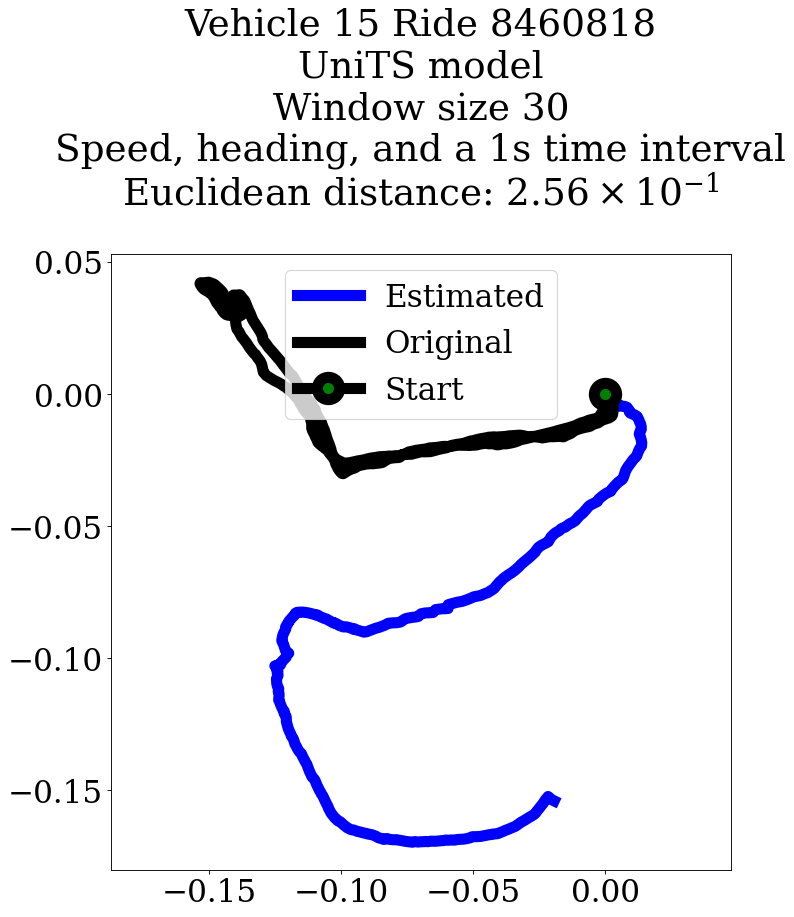 Vehicle 15 Ride 8460818
UniTS model
Window size 30
Speed, heading, and a 1s time interval
Euclidean distance: 2.56 × 10⁻¹
0.05
Estimated
Original
0.00
Start
−0.05
−0.10
−0.15
−0.15 −0.10 −0.05 0.00